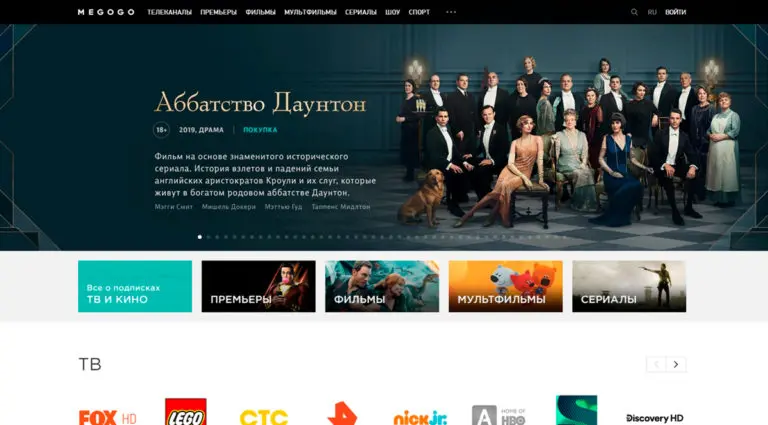 MEGOGO ТЕЛЕКАНАЛЫ ПРЕМЬЕРЫ ФИЛЬМЫ МУЛЬТФИЛЬМЫ СЕРИАЛЫ ШОУ СПОРТ ··· RU ВОЙТИ
Аббатство Даунтон
18+ 2019, ДРАМА | ПОКУПКА
Фильм на основе знаменитого исторического
сериала. История взлетов и падений семьи
английских аристократов Кроули и их слуг, которые
живут в богатом родовом аббатстве Даунтон.
Мэгги Смит Мишель Докери Мэттью Гуд Таппенс Мидлтон
Все о подписках
ТВ И КИНО
ПРЕМЬЕРЫ ФИЛЬМЫ МУЛЬТФИЛЬМЫ СЕРИАЛЫ
ТВ
FOX HD LEGO СТС nick jr. A HOME OF HBO S Discovery HD